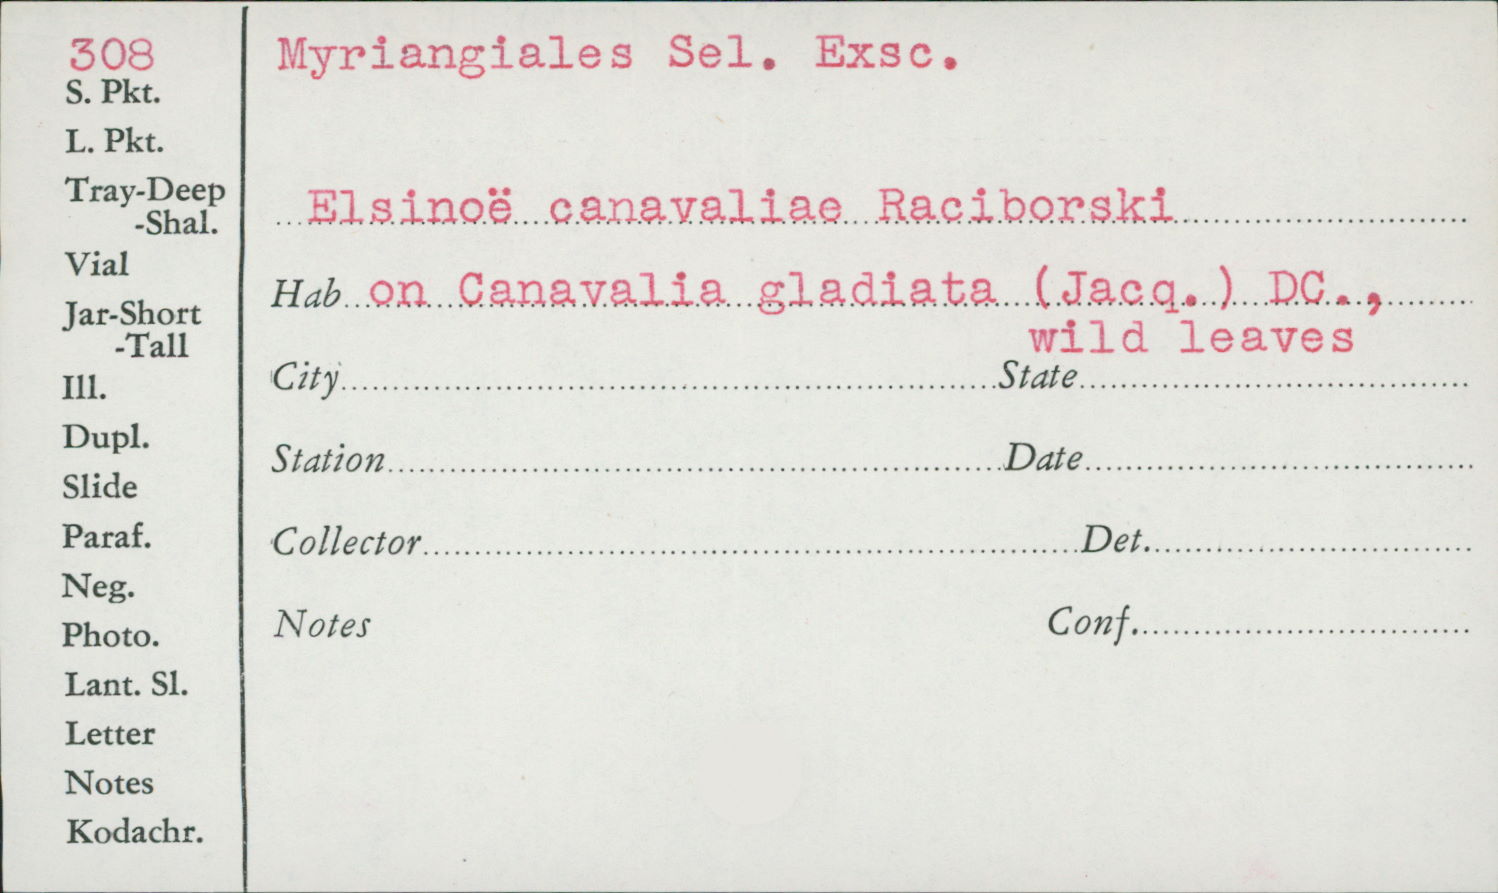 308
S. Pkt.
L. Pkt.
Tray-Deep
-Shal.
Vial
Jar-Short
-Tall
Ill.
Dupl.
Slide
Paraf.
Neg.
Photo.
Lant. Sl.
Letter
Notes
Kodachr.
Myriangiales Sel. Exsc.
Elsinoë canavaliae Raciborski
Hab on Canavalia gladiata (Jacq.) DC.,
wild leaves
City State
Station Date
Collector Det.
Notes Conf.